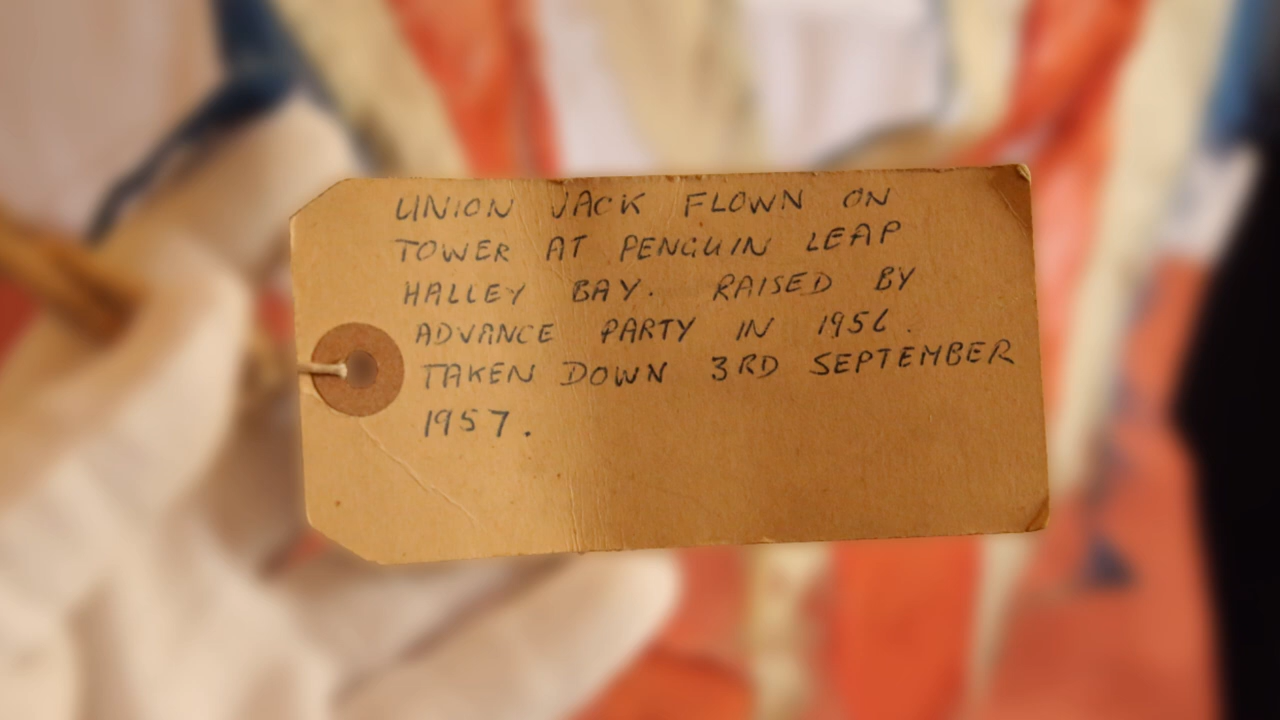 UNION JACK FLOWN ON
TOWER AT PENGUIN LEAP
HALLEY BAY. RAISED BY
ADVANCE PARTY IN 1956.
TAKEN DOWN 3RD SEPTEMBER
1957.